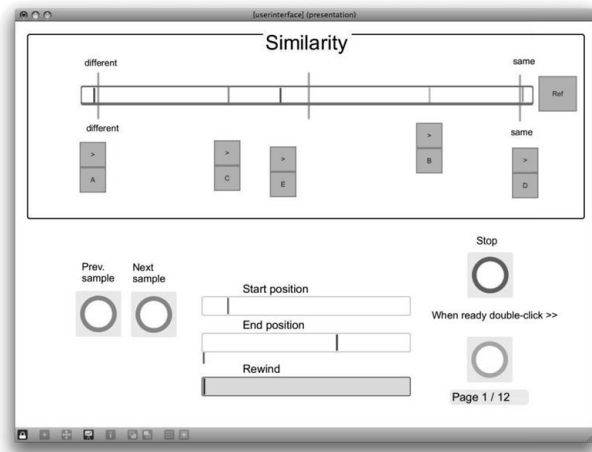 [userinterface] (presentation)
Similarity
different
same
Ref
different
same
>
>
>
>
>
A
C
E
B
D
Prev.
sample
Next
sample
Stop
Start position
When ready double-click >>
End position
Rewind
Page 1 / 12